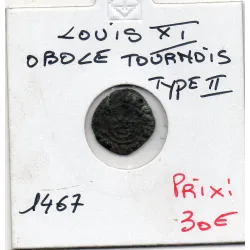 LOUIS XI
OBOLE TOURNOIS
TYPE II
1467
PRIX:
30€